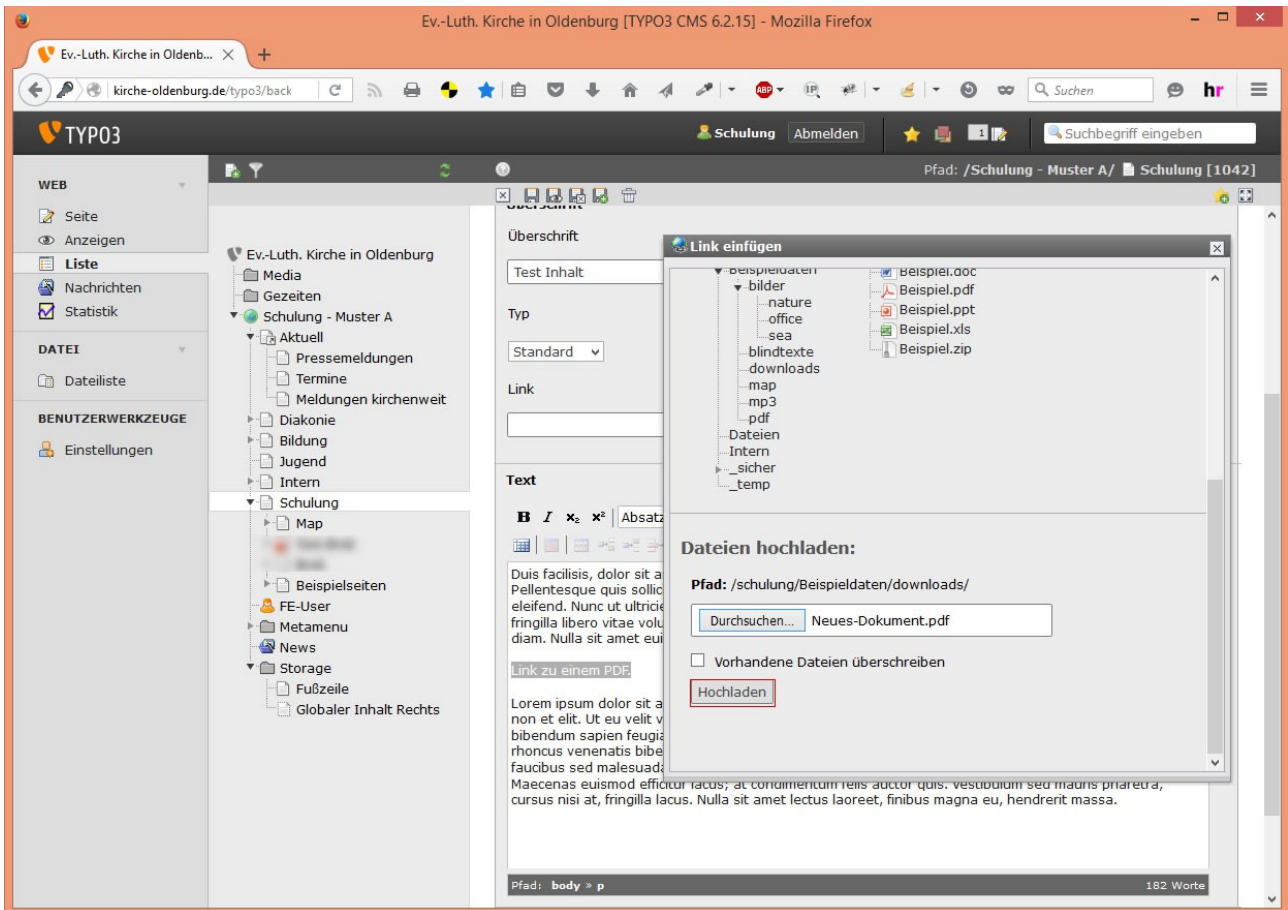 Ev.-Luth. Kirche in Oldenburg [TYPO3 CMS 6.2.15] - Mozilla Firefox
Ev.-Luth. Kirche in Oldenb...
kirche-oldenburg.de/typo3/back
ABP
IP
Suchen
hr
TYPO3
Schulung
Abmelden
1
Suchbegriff eingeben
Pfad: /Schulung - Muster A/ Schulung [1042]
WEB
Seite
Anzeigen
Liste
Nachrichten
Statistik
DATEI
Dateiliste
BENUTZERWERKZEUGE
Einstellungen
Ev.-Luth. Kirche in Oldenburg
Media
Gezeiten
Schulung - Muster A
Aktuell
Pressemeldungen
Termine
Meldungen kirchenweit
Diakonie
Bildung
Jugend
Intern
Schulung
Map
Beispielseiten
FE-User
Metamenu
News
Storage
Fußzeile
Globaler Inhalt Rechts
Überschrift
Überschrift
Test Inhalt
Typ
Standard
Link
Text
B I x₂ x² Absatz
Duis facilisis, dolor sit a
Pellentesque quis sollic
eleifend. Nunc ut ultricie
fringilla libero vitae volu
diam. Nulla sit amet eui
Link zu einem PDF.
Lorem ipsum dolor sit a
non et elit. Ut eu velit v
bibendum sapien feugia
rhoncus venenatis bibe
faucibus sed malesuada
Maecenas euismod efficitur lacus; at condimentum felis auctor quis. Vestibulum sed mauris pharetra,
cursus nisi at, fringilla lacus. Nulla sit amet lectus laoreet, finibus magna eu, hendrerit massa.
Pfad: body » p
182 Worte
Link einfügen
Beispieldaten
bilder
nature
office
sea
blindtexte
downloads
map
mp3
pdf
Dateien
Intern
_sicher
_temp
Beispiel.doc
Beispiel.pdf
Beispiel.ppt
Beispiel.xls
Beispiel.zip
Dateien hochladen:
Pfad: /schulung/Beispieldaten/downloads/
Durchsuchen... Neues-Dokument.pdf
Vorhandene Dateien überschreiben
Hochladen